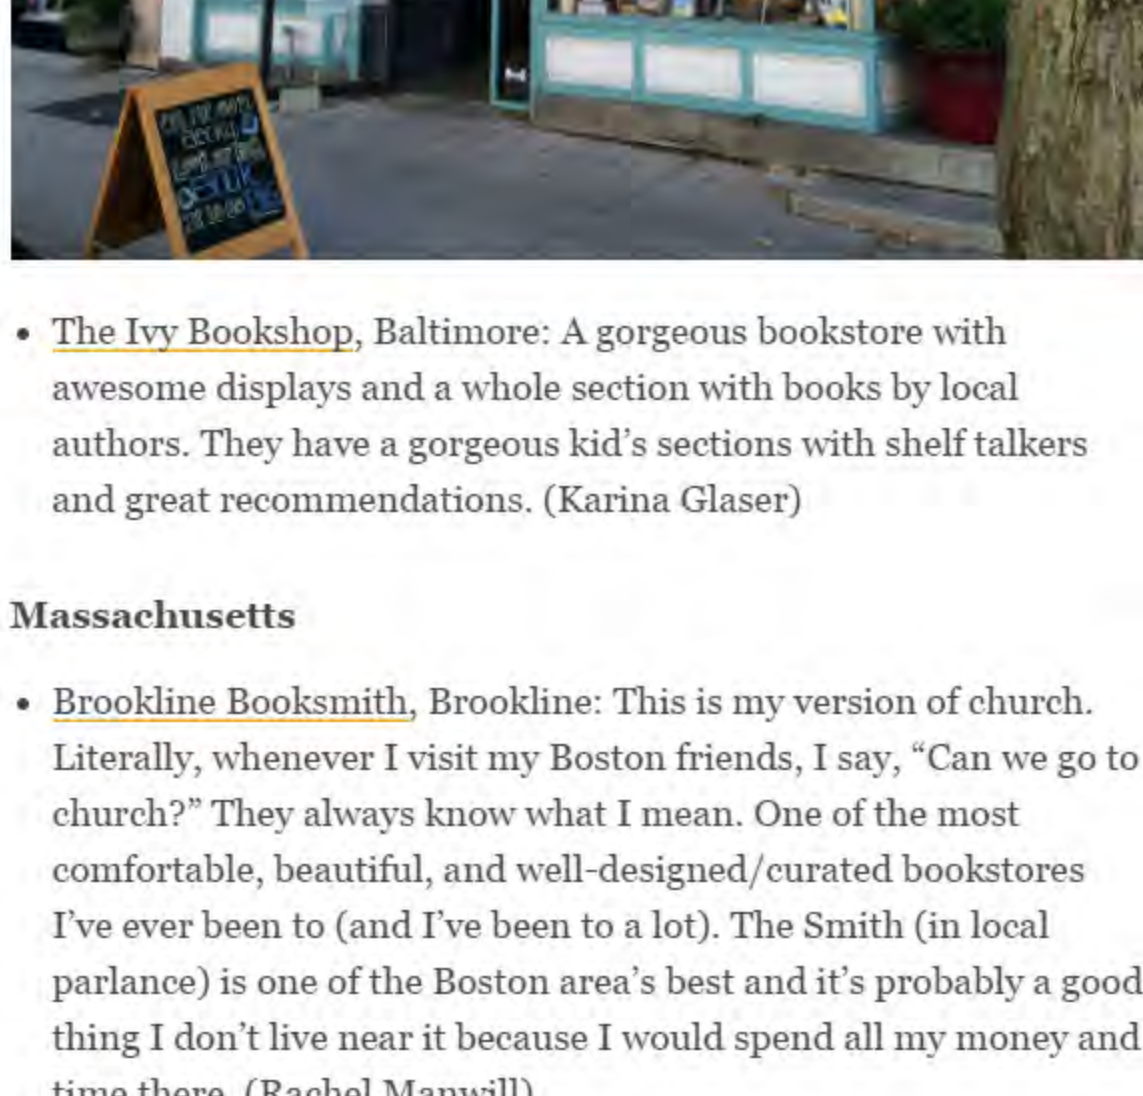 • The Ivy Bookshop, Baltimore: A gorgeous bookstore with
awesome displays and a whole section with books by local
authors. They have a gorgeous kid’s sections with shelf talkers
and great recommendations. (Karina Glaser)
Massachusetts
• Brookline Booksmith, Brookline: This is my version of church.
Literally, whenever I visit my Boston friends, I say, “Can we go to
church?” They always know what I mean. One of the most
comfortable, beautiful, and well-designed/curated bookstores
I’ve ever been to (and I’ve been to a lot). The Smith (in local
parlance) is one of the Boston area’s best and it’s probably a good
thing I don’t live near it because I would spend all my money and
time there. (Rachel Manwill)